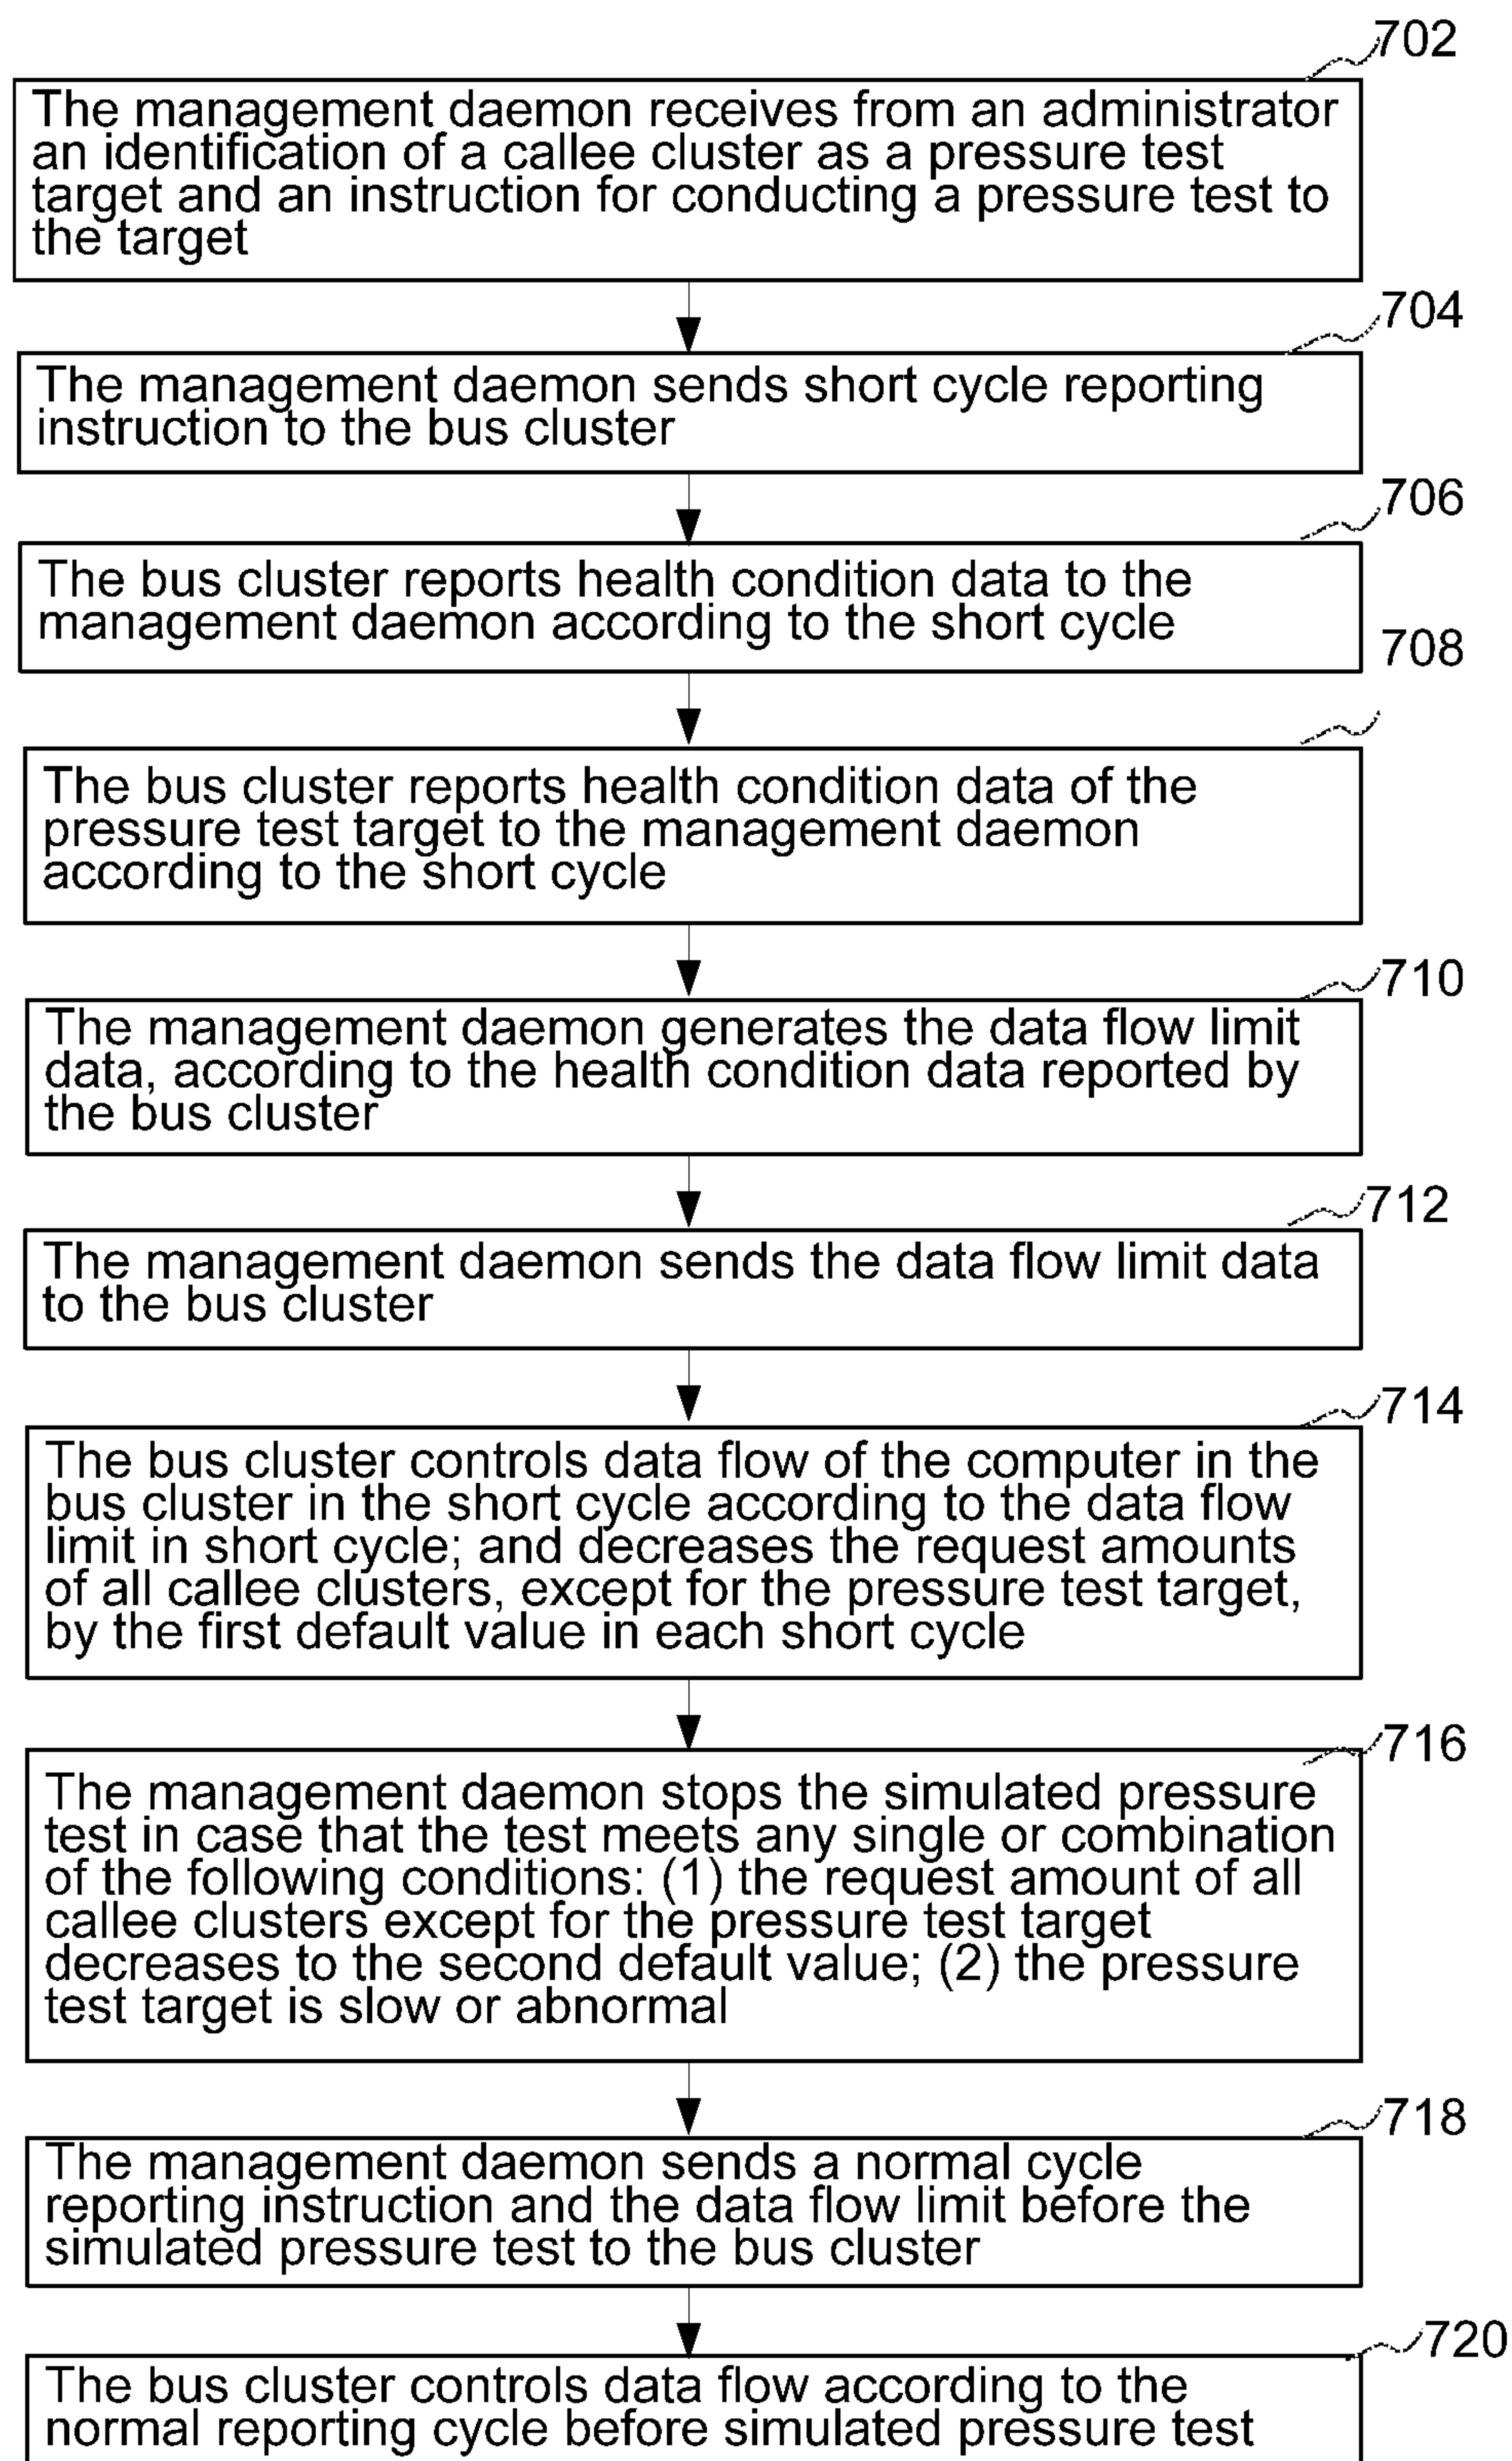 702
The management daemon receives from an administrator
an identification of a callee cluster as a pressure test
target and an instruction for conducting a pressure test to
the target
704
The management daemon sends short cycle reporting
instruction to the bus cluster
706
The bus cluster reports health condition data to the
management daemon according to the short cycle
708
The bus cluster reports health condition data of the
pressure test target to the management daemon
according to the short cycle
710
The management daemon generates the data flow limit
data, according to the health condition data reported by
the bus cluster
712
The management daemon sends the data flow limit data
to the bus cluster
714
The bus cluster controls data flow of the computer in the
bus cluster in the short cycle according to the data flow
limit in short cycle; and decreases the request amounts
of all callee clusters, except for the pressure test target,
by the first default value in each short cycle
716
The management daemon stops the simulated pressure
test in case that the test meets any single or combination
of the following conditions: (1) the request amount of all
callee clusters except for the pressure test target
decreases to the second default value; (2) the pressure
test target is slow or abnormal
718
The management daemon sends a normal cycle
reporting instruction and the data flow limit before the
simulated pressure test to the bus cluster
720
The bus cluster controls data flow according to the
normal reporting cycle before simulated pressure test